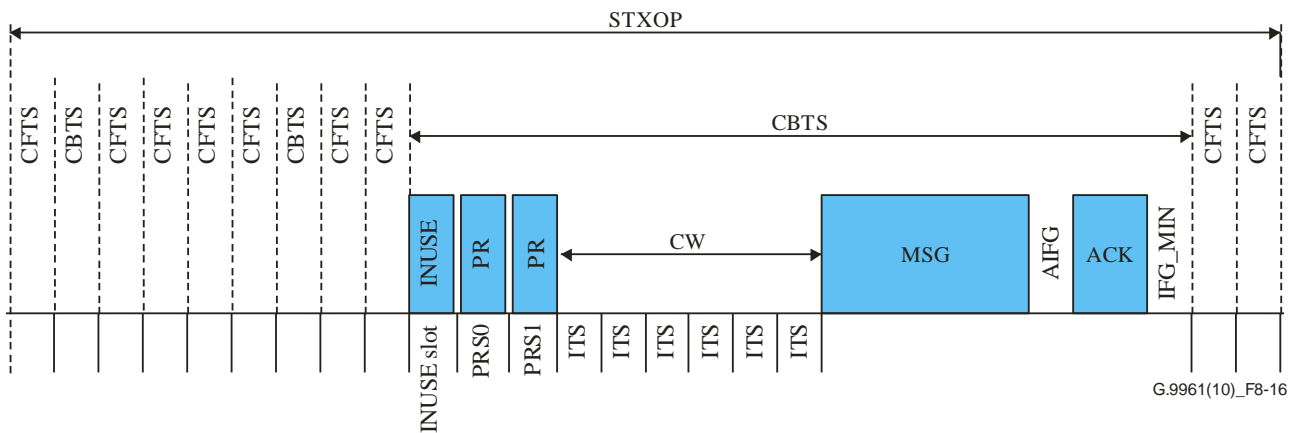 STXOP
CFTS
CBTS
CFTS
CFTS
CFTS
CFTS
CBTS
CFTS
CFTS
CBTS
CFTS
CFTS
INUSE
PR
PR
CW
MSG
AIFG
ACK
IFG_MIN
INUSE slot
PRS0
PRS1
ITS
ITS
ITS
ITS
ITS
ITS
G.9961(10)_F8-16